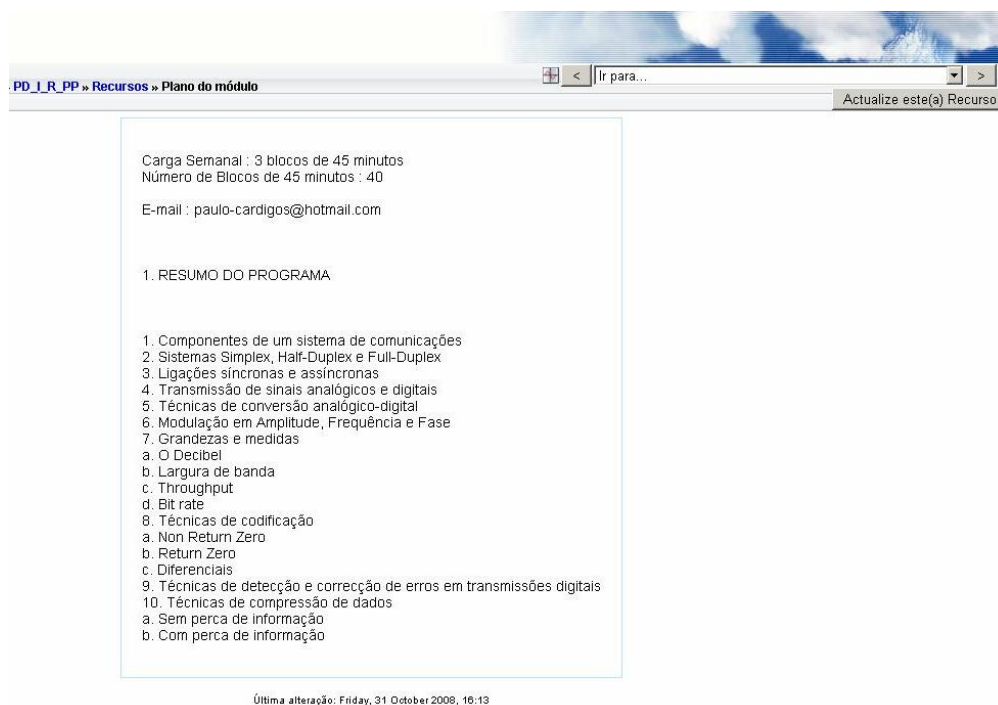 PD_I_R_PP » Recursos » Plano do módulo
< Ir para... >
Actualize este(a) Recurso
Carga Semanal : 3 blocos de 45 minutos
Número de Blocos de 45 minutos : 40
E-mail : paulo-cardigos@hotmail.com
1. RESUMO DO PROGRAMA
1. Componentes de um sistema de comunicações
2. Sistemas Simplex, Half-Duplex e Full-Duplex
3. Ligações síncronas e assíncronas
4. Transmissão de sinais analógicos e digitais
5. Técnicas de conversão analógico-digital
6. Modulação em Amplitude, Frequência e Fase
7. Grandezas e medidas
a. O Decibel
b. Largura de banda
c. Throughput
d. Bit rate
8. Técnicas de codificação
a. Non Return Zero
b. Return Zero
c. Diferenciais
9. Técnicas de detecção e correcção de erros em transmissões digitais
10. Técnicas de compressão de dados
a. Sem perca de informação
b. Com perca de informação
Última alteração: Friday, 31 October 2008, 16:13